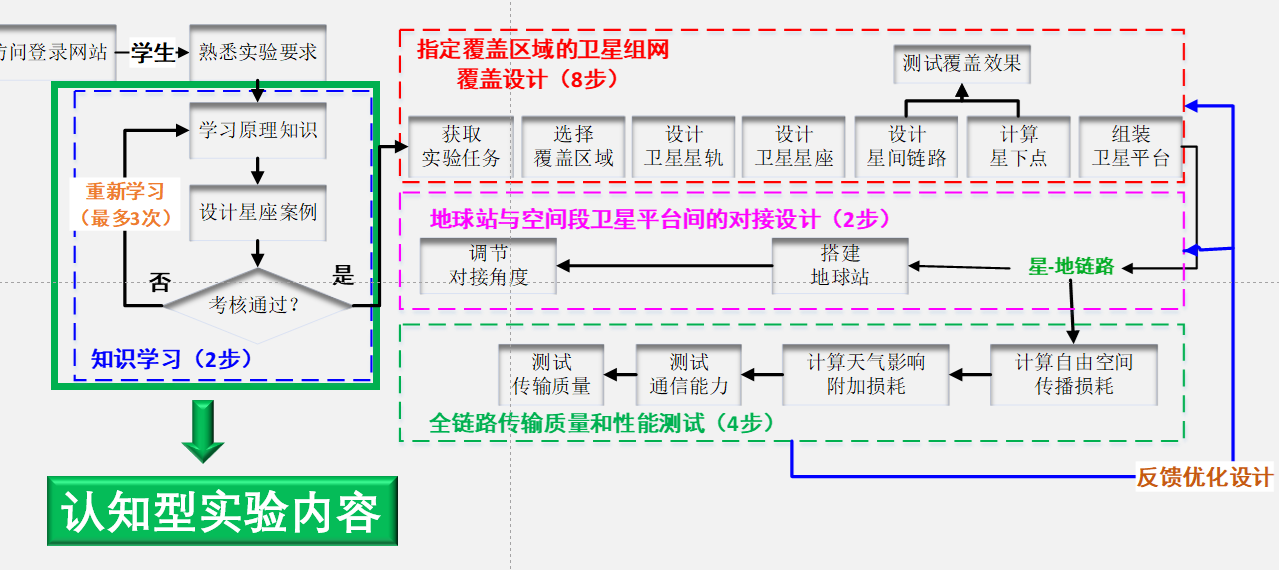 访问登录网站
学生
熟悉实验要求
学习原理知识
重新学习
（最多3次）
设计星座案例
否
是
考核通过？
知识学习（2步）
认知型实验内容
指定覆盖区域的卫星组网
覆盖设计（8步）
测试覆盖效果
获取
实验任务
选择
覆盖区域
设计
卫星星轨
设计
卫星星座
设计
星间链路
计算
星下点
组装
卫星平台
地球站与空间段卫星平台间的对接设计（2步）
调节
对接角度
搭建
地球站
星-地链路
测试
传输质量
测试
通信能力
计算天气影响
附加损耗
计算自由空间
传播损耗
全链路传输质量和性能测试（4步）
反馈优化设计